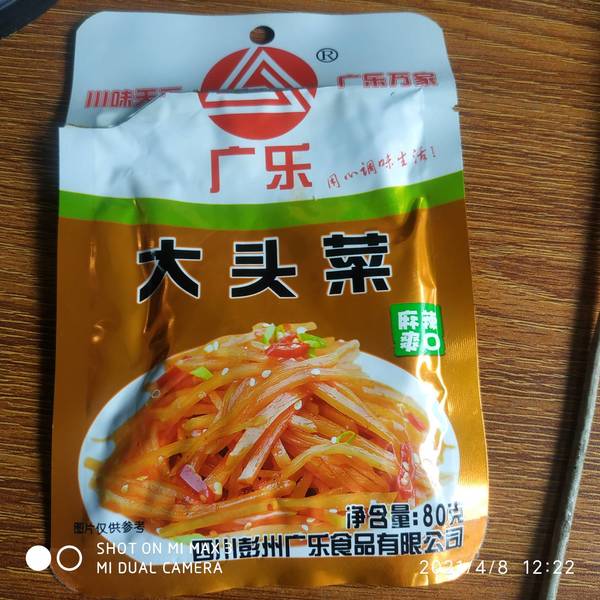 ®
川味天下 广乐万家
广乐
用心调味生活!
大头菜
麻辣
爽口
图片仅供参考
净含量:80克
四川彭州广乐食品有限公司
SHOT ON MI MAX 3
MI DUAL CAMERA
2021/4/8 12:22